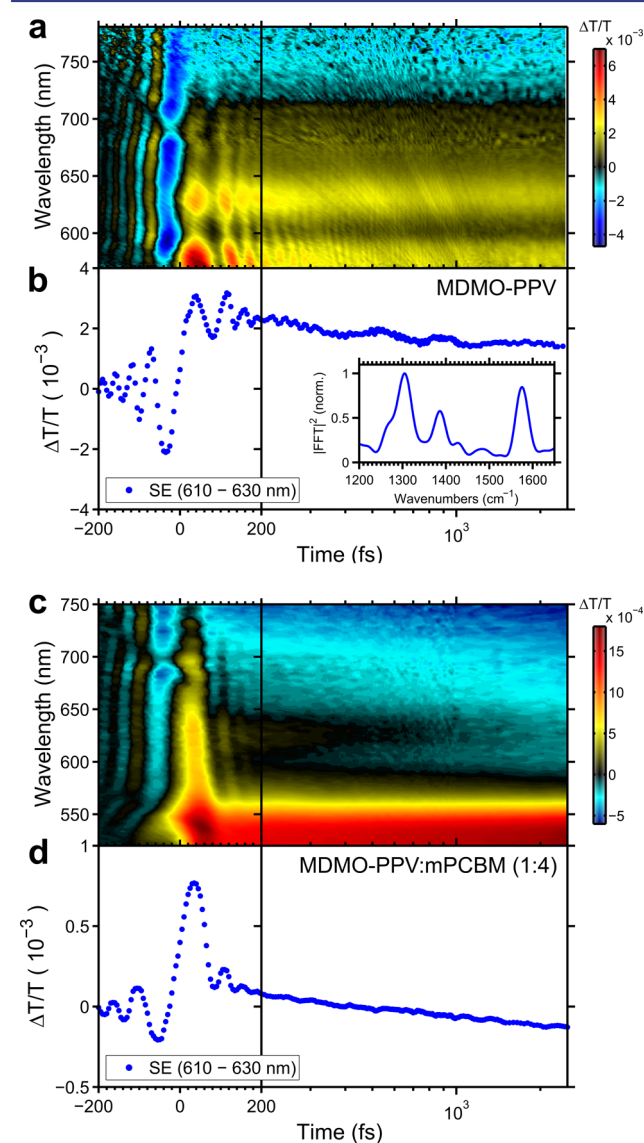 a
ΔT/T
x 10⁻³
Wavelength (nm)
750
700
650
600
6
4
2
0
−2
−4
b
MDMO-PPV
ΔT/T ( 10⁻³ )
4
2
0
−2
−4
|FFT|² (norm.)
1
0.5
0
1200 1300 1400 1500 1600
Wavenumbers (cm⁻¹)
SE (610 − 630 nm)
−200 0 200 10³
Time (fs)
c
ΔT/T
x 10⁻⁴
Wavelength (nm)
750
700
650
600
550
15
10
5
0
−5
d
MDMO-PPV:mPCBM (1:4)
ΔT/T ( 10⁻³ )
1
0.5
0
−0.5
SE (610 − 630 nm)
−200 0 200 10³
Time (fs)